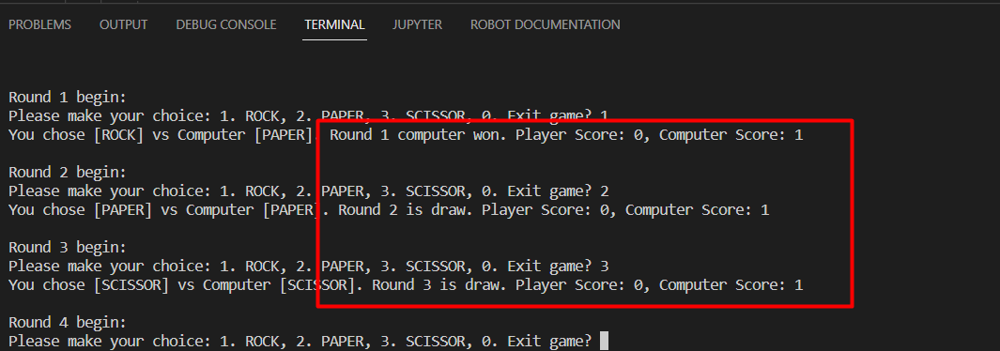 PROBLEMS OUTPUT DEBUG CONSOLE TERMINAL JUPYTER ROBOT DOCUMENTATION
Round 1 begin:
Please make your choice: 1. ROCK, 2. PAPER, 3. SCISSOR, 0. Exit game? 1
You chose [ROCK] vs Computer [PAPER]. Round 1 computer won. Player Score: 0, Computer Score: 1
Round 2 begin:
Please make your choice: 1. ROCK, 2. PAPER, 3. SCISSOR, 0. Exit game? 2
You chose [PAPER] vs Computer [PAPER]. Round 2 is draw. Player Score: 0, Computer Score: 1
Round 3 begin:
Please make your choice: 1. ROCK, 2. PAPER, 3. SCISSOR, 0. Exit game? 3
You chose [SCISSOR] vs Computer [SCISSOR]. Round 3 is draw. Player Score: 0, Computer Score: 1
Round 4 begin:
Please make your choice: 1. ROCK, 2. PAPER, 3. SCISSOR, 0. Exit game?